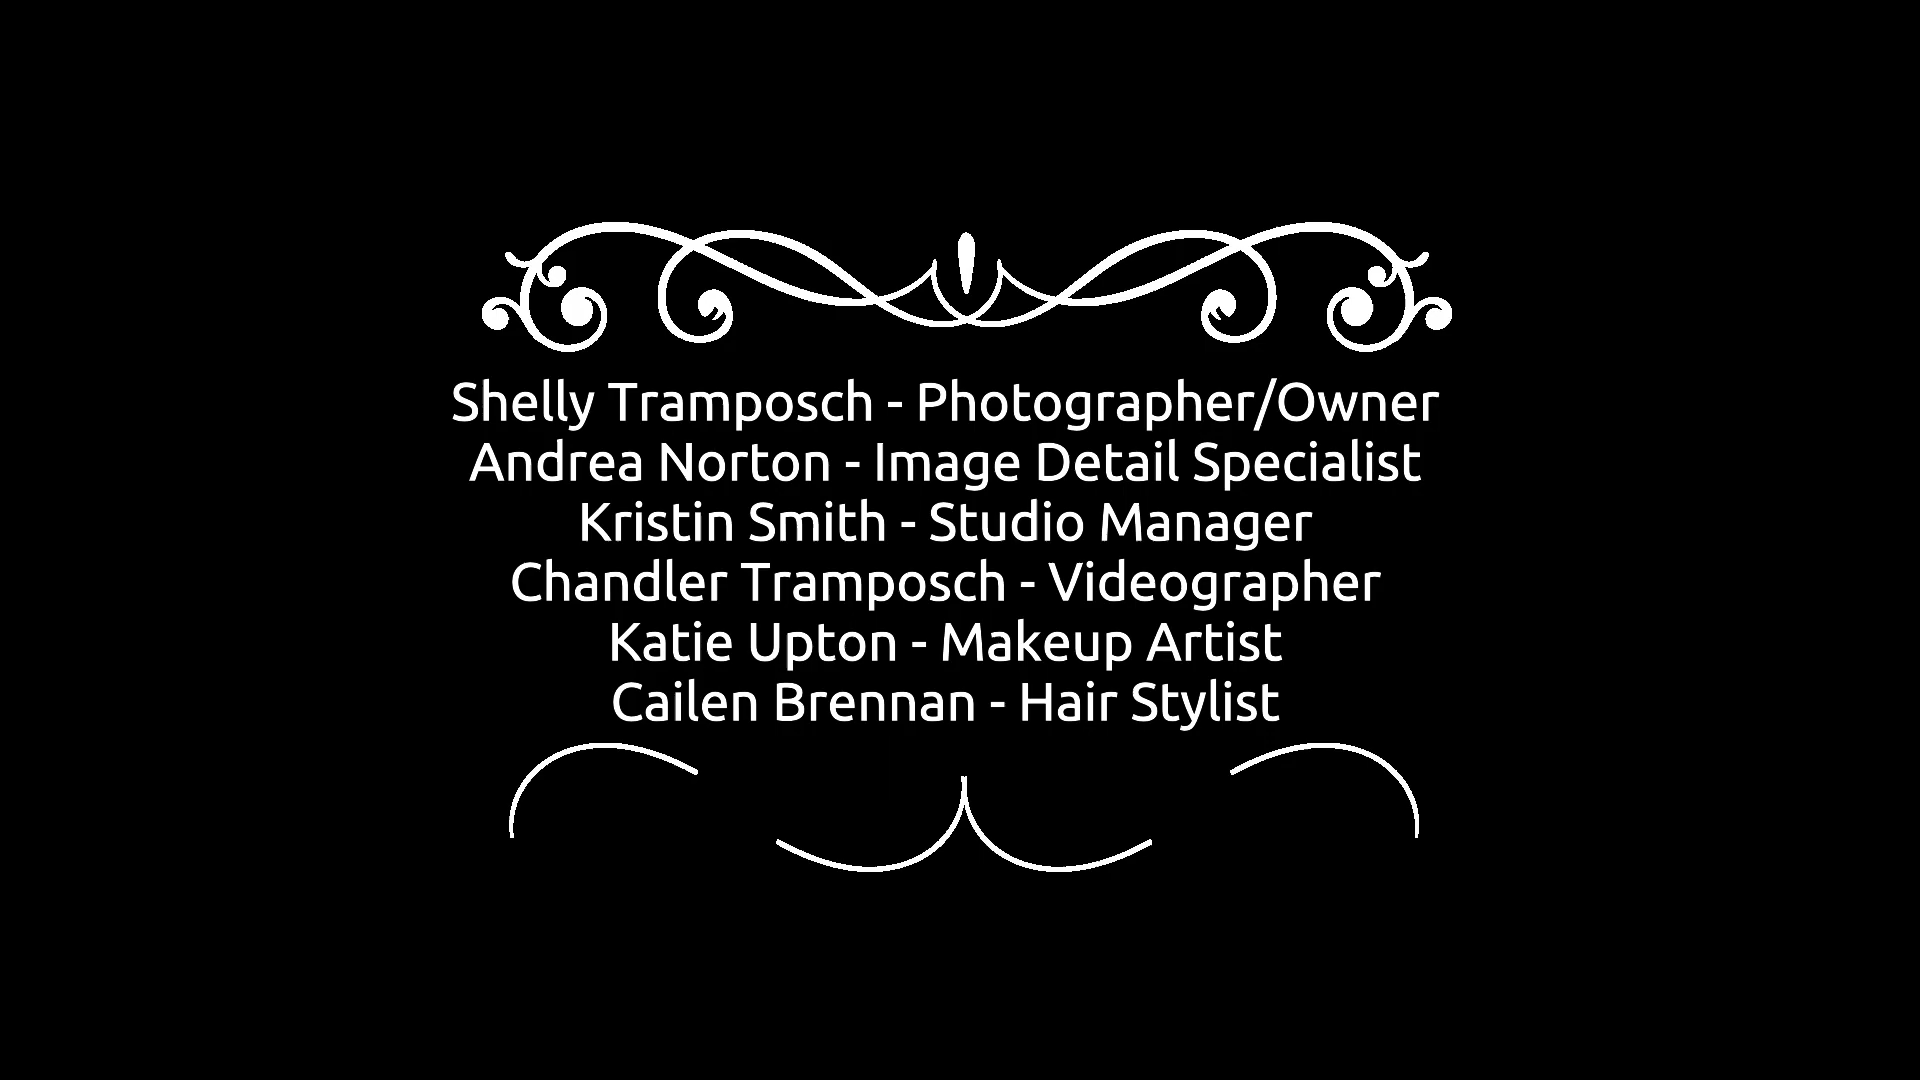 Shelly Tramposch - Photographer/Owner
Andrea Norton - Image Detail Specialist
Kristin Smith - Studio Manager
Chandler Tramposch - Videographer
Katie Upton - Makeup Artist
Cailen Brennan - Hair Stylist